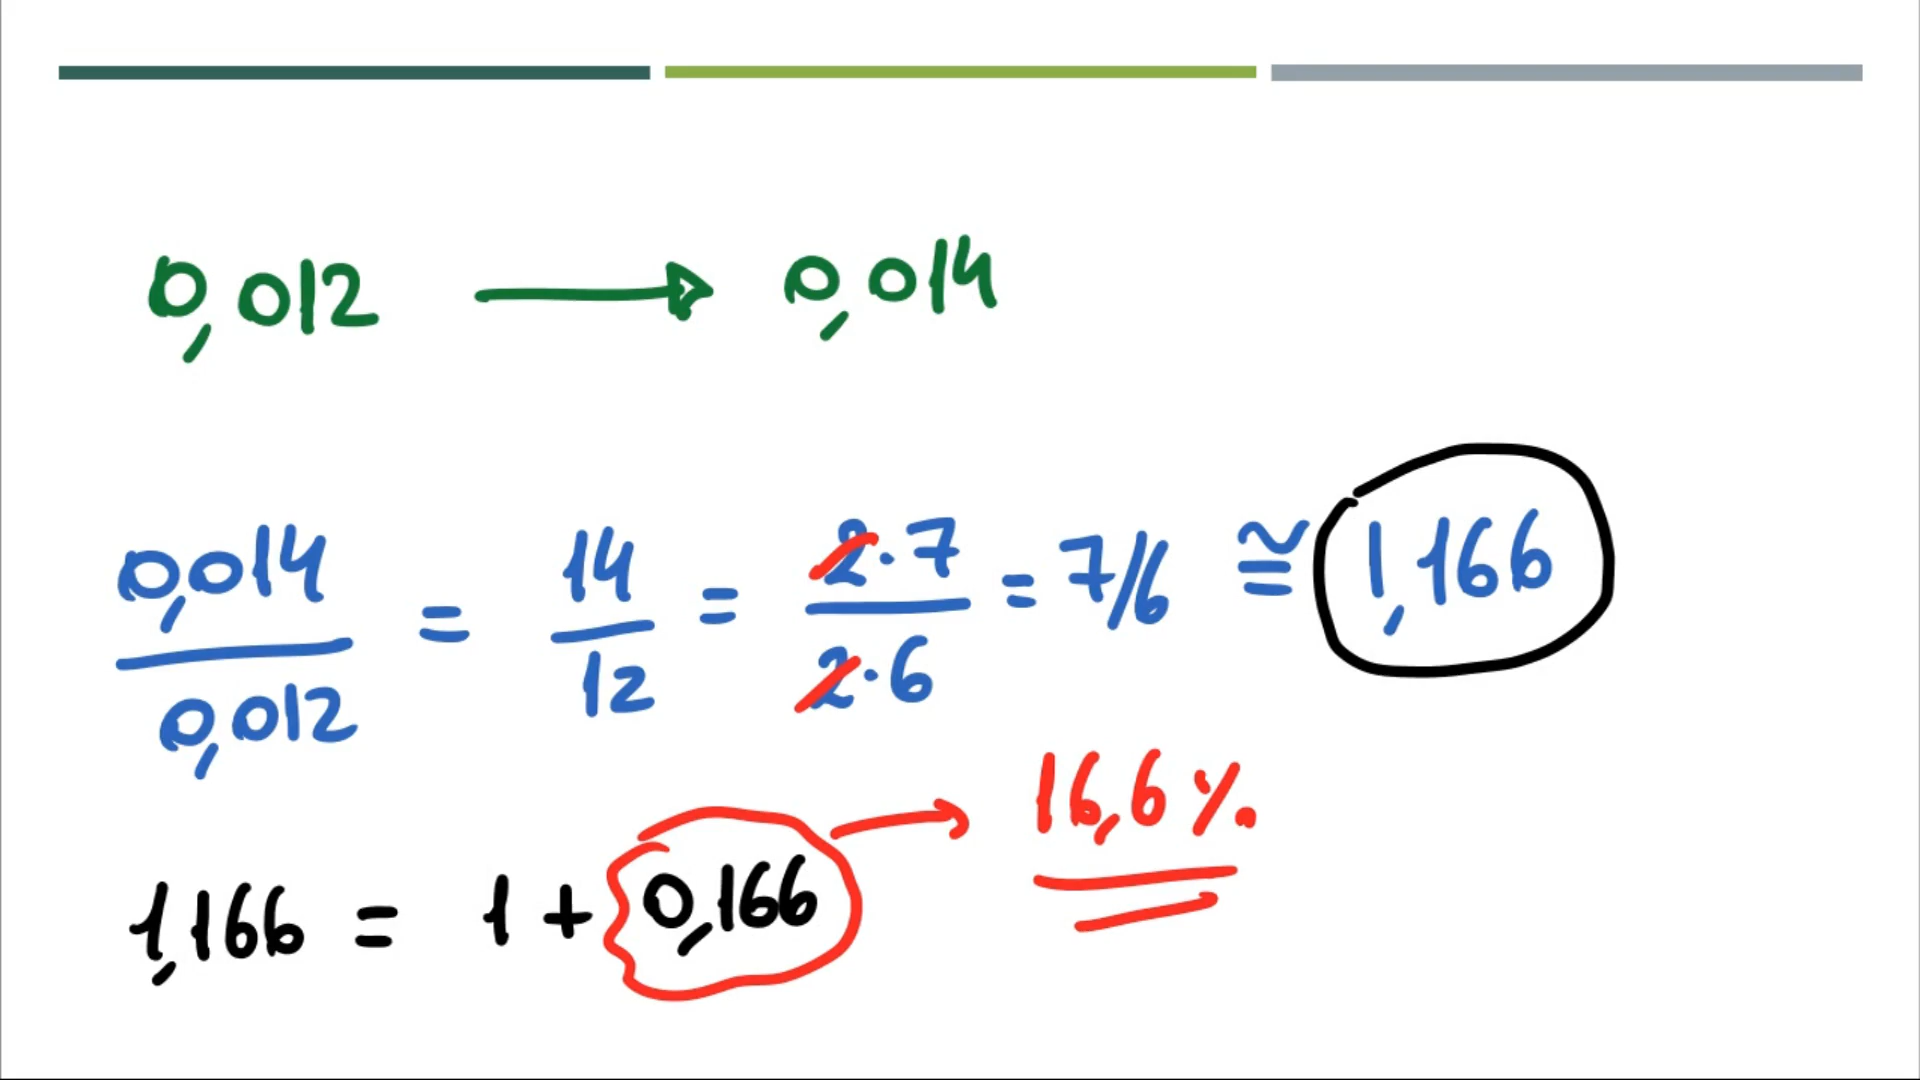 0,012 → 0,014
0,014/0,012 = 14/12 = 2·7/2·6 = 7/6 ≅ 1,166
1,166 = 1 + 0,166 → 16,6 %